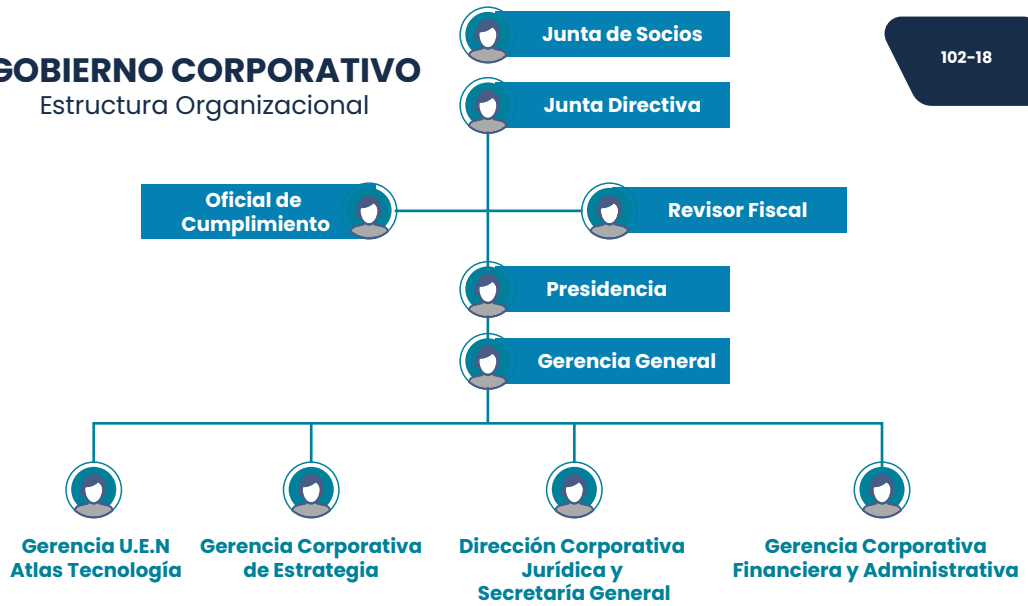 GOBIERNO CORPORATIVO
Estructura Organizacional
102-18
Junta de Socios
Junta Directiva
Oficial de
Cumplimiento
Revisor Fiscal
Presidencia
Gerencia General
Gerencia U.E.N
Atlas Tecnología
Gerencia Corporativa
de Estrategia
Dirección Corporativa
Jurídica y
Secretaría General
Gerencia Corporativa
Financiera y Administrativa